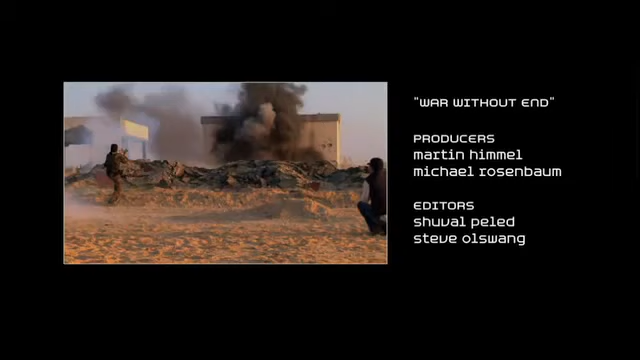 "WAR WITHOUT END"
PRODUCERS
martin himmel
michael rosenbaum
EDITORS
shuval peled
steve olswang